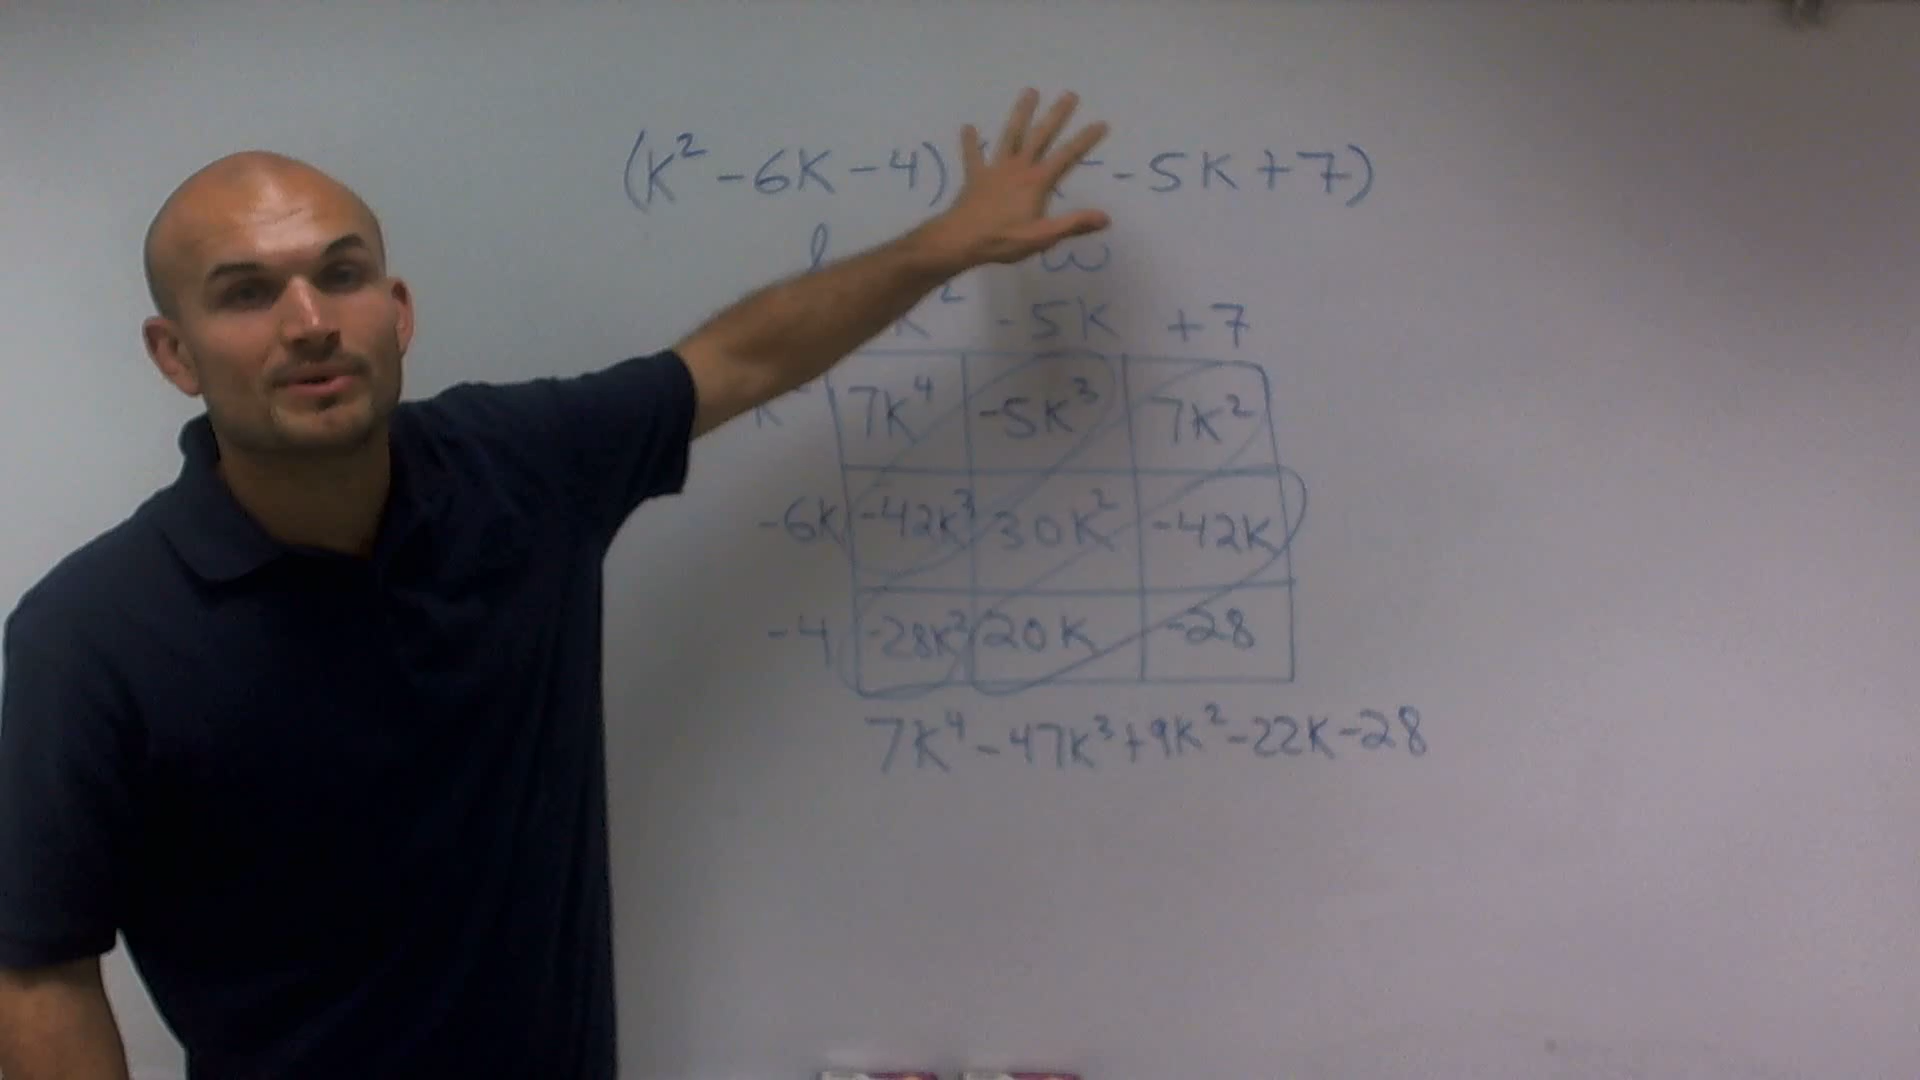 (K² - 6K - 4) - 5K + 7)
l w
K² - 5K + 7
K 7K⁴ -5K³ 7K²
-6K -42K³ 30K² -42K
-4 -28K² 20K -28
7K⁴ - 47K³ + 9K² - 22K - 28